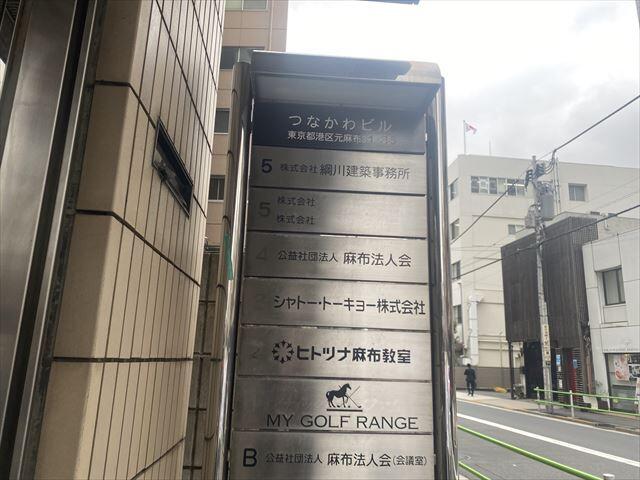 つなかわビル
東京都港区元麻布
5 株式会社 綱川建築事務所
5 株式会社
株式会社
4 公益社団法人 麻布法人会
シャトー・トーキョー株式会社
2 ヒトツナ麻布教室
MY GOLF RANGE
B 公益社団法人 麻布法人会(会議室)